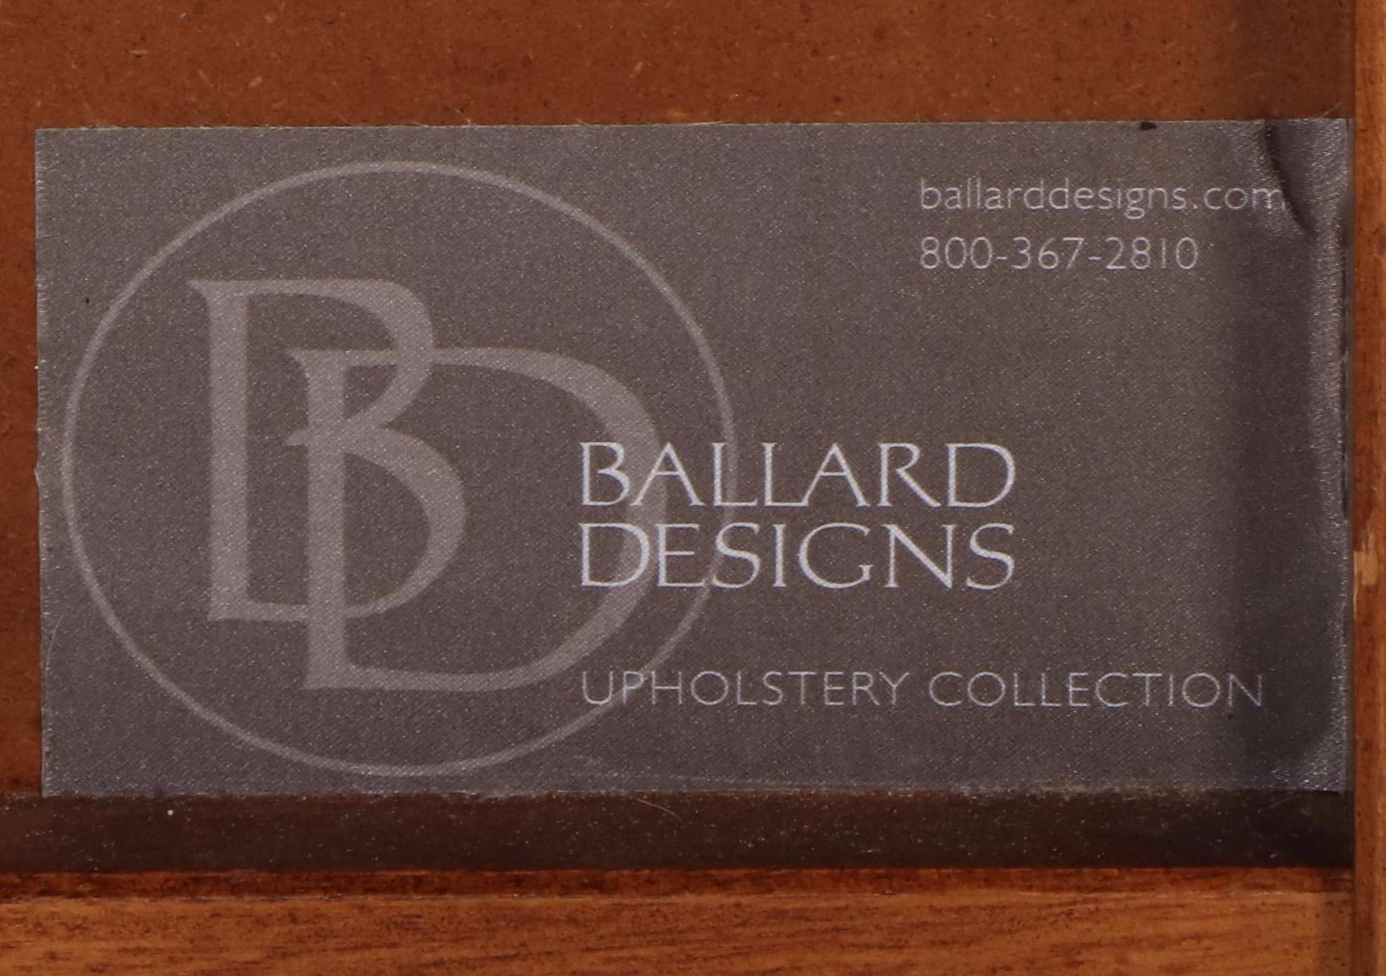 ballarddesigns.com
800-367-2810
BD
BALLARD
DESIGNS
UPHOLSTERY COLLECTION